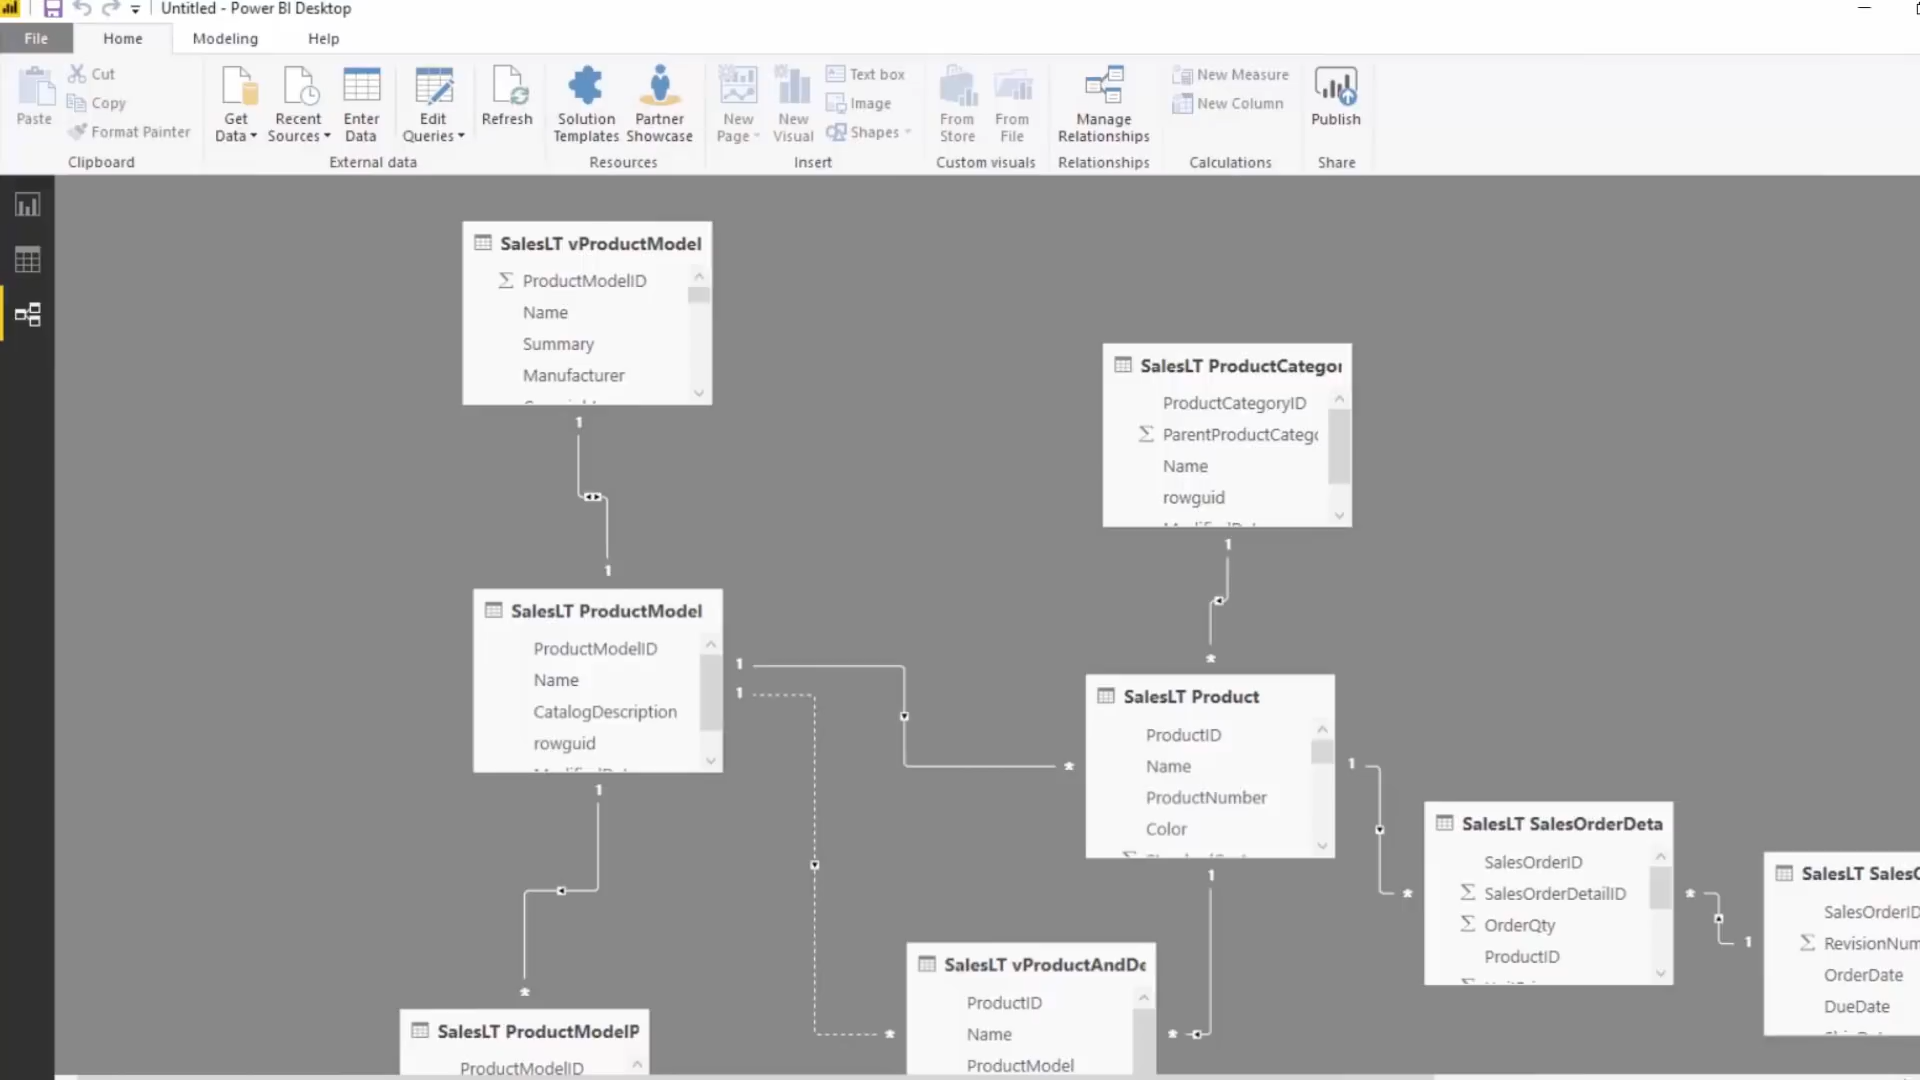 Untitled - Power BI Desktop
File Home Modeling Help
Paste
Cut
Copy
Format Painter
Clipboard
Get Data
Recent Sources
Enter Data
Edit Queries
External data
Refresh
Solution Templates
Partner Showcase
Resources
New Page
New Visual
Text box
Image
Shapes
Insert
From Store
From File
Custom visuals
Manage Relationships
Relationships
New Measure
New Column
Calculations
Publish
Share
SalesLT vProductModel
ProductModelID
Name
Summary
Manufacturer
1
1
SalesLT ProductCategor
ProductCategoryID
ParentProductCatego
Name
rowguid
1
*
SalesLT ProductModel
ProductModelID
Name
CatalogDescription
rowguid
1
1
1
*
*
*
SalesLT Product
ProductID
Name
ProductNumber
Color
1
1
*
*
SalesLT SalesOrderDeta
SalesOrderID
SalesOrderDetailID
OrderQty
ProductID
*
1
SalesLT SalesO
SalesOrderID
RevisionNum
OrderDate
DueDate
SalesLT vProductAndDe
ProductID
Name
ProductModel
SalesLT ProductModelP
ProductModelID